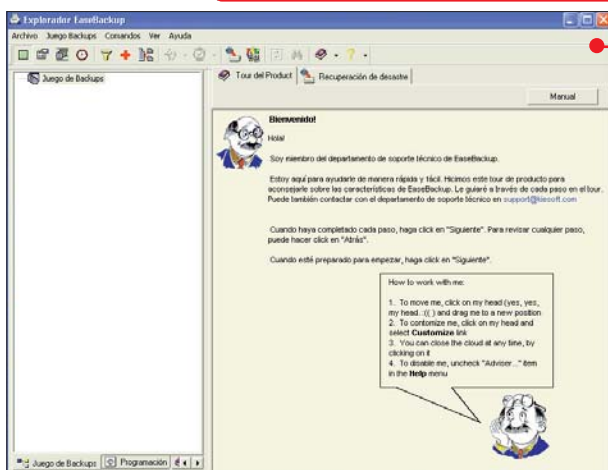 Explorador EaseBackup
Archivo Juego Backups Comandos Ver Ayuda
Juego de Backups
Tour del Product
Recuperación de desastre
Manual
Bienvenido!
Hola!
Soy miembro del departamento de soporte técnico de EaseBackup.
Estoy aquí para ayudarle de manera rápida y fácil. Hicimos este tour de producto para
aconsejarle sobre las características de EaseBackup. Le guiaré a través de cada paso en el tour.
Puede también contactar con el departamento de soporte técnico en support@kiesoft.com
Cuando haya completado cada paso, haga click en "Siguiente". Para revisar cualquier paso,
puede hacer click en "Atrás".
Cuando esté preparado para empezar, haga click en "Siguiente".
How to work with me:
1. To move me, click on my head (yes, yes,
my head. :(( ) and drag me to a new position
2. To contomize me, click on my head and
select Customize link
3. You can close the cloud at any time, by
clicking on it
4. To disable me, uncheck "Adviser..." item
in the Help menu
Juego de Backups
Programación